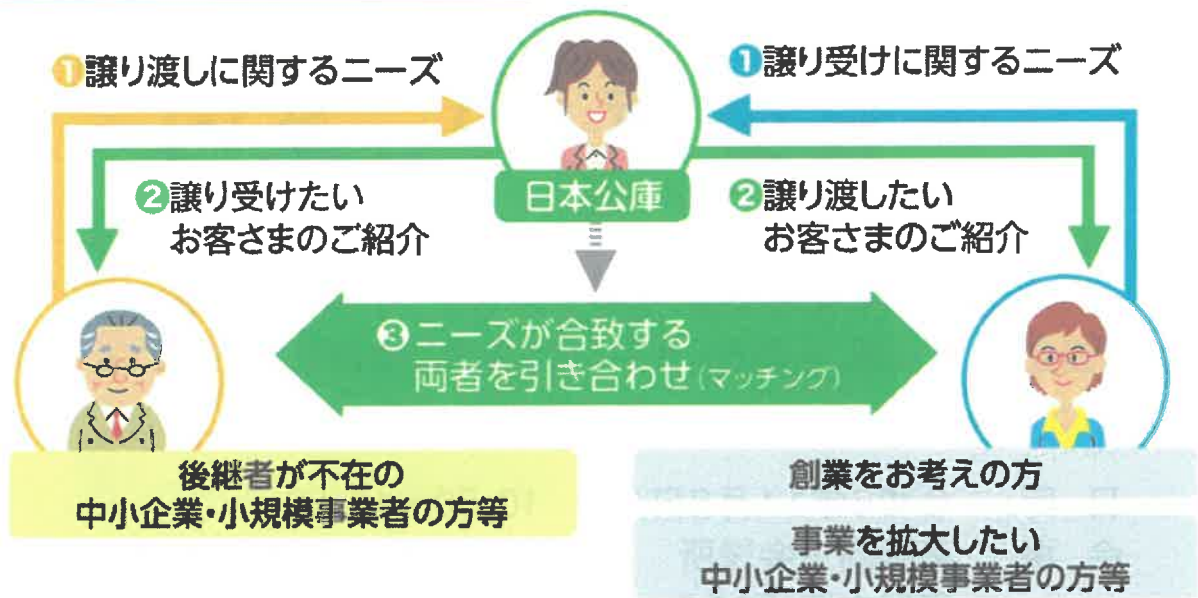 ❶譲り渡しに関するニーズ
❶譲り受けに関するニーズ
❷譲り受けたい
お客さまのご紹介
日本公庫
❷譲り渡したい
お客さまのご紹介
❸ニーズが合致する
両者を引き合わせ(マッチング)
後継者が不在の
中小企業・小規模事業者の方等
創業をお考えの方
事業を拡大したい
中小企業・小規模事業者の方等